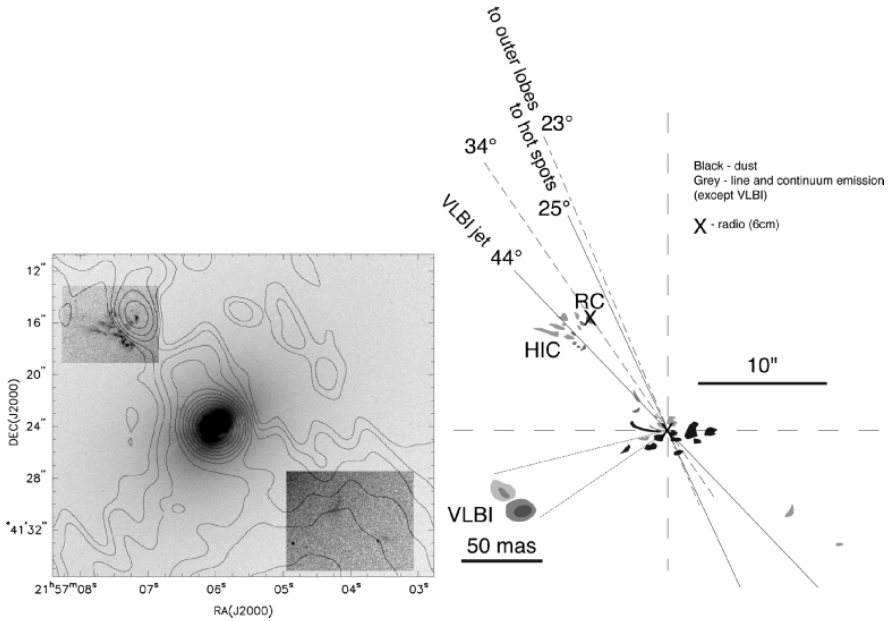 12"
16"
20"
24"
28"
41°32"
DEC(J2000)
21ʰ57ᵐ08ˢ
07ˢ
06ˢ
05ˢ
04ˢ
03ˢ
RA(J2000)
to outer lobes
to hot spots
23°
34°
25°
VLBI jet
44°
Black - dust
Grey - line and continuum emission
(except VLBI)
X - radio (6cm)
RC
X
HIC
10"
VLBI
50 mas